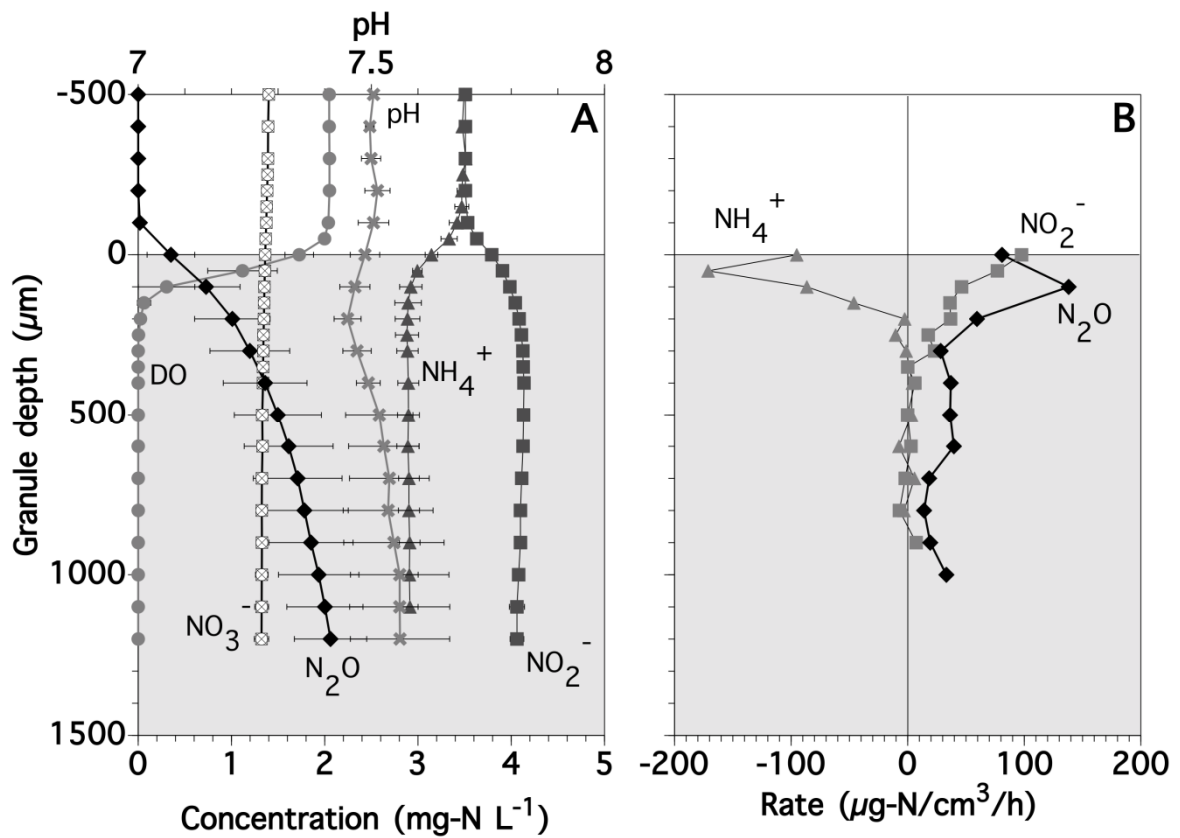 pH
7
7.5
8
-500
0
500
1000
1500
Granule depth (µm)
A
pH
DO
NH₄⁺
NO₃⁻
N₂O
NO₂⁻
0
1
2
3
4
5
Concentration (mg-N L⁻¹)
B
NH₄⁺
NO₂⁻
N₂O
-200
-100
0
100
200
Rate (µg-N/cm³/h)